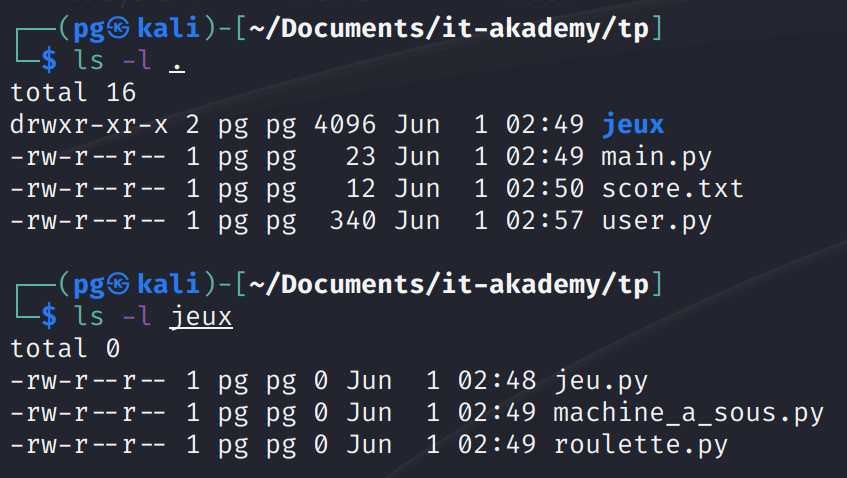 ┌──(pg㉿kali)-[~/Documents/it-akademy/tp]
└─$ ls -l .
total 16
drwxr-xr-x 2 pg pg 4096 Jun  1 02:49 jeux
-rw-r--r-- 1 pg pg   23 Jun  1 02:49 main.py
-rw-r--r-- 1 pg pg   12 Jun  1 02:50 score.txt
-rw-r--r-- 1 pg pg  340 Jun  1 02:57 user.py
┌──(pg㉿kali)-[~/Documents/it-akademy/tp]
└─$ ls -l jeux
total 0
-rw-r--r-- 1 pg pg 0 Jun  1 02:48 jeu.py
-rw-r--r-- 1 pg pg 0 Jun  1 02:49 machine_a_sous.py
-rw-r--r-- 1 pg pg 0 Jun  1 02:49 roulette.py